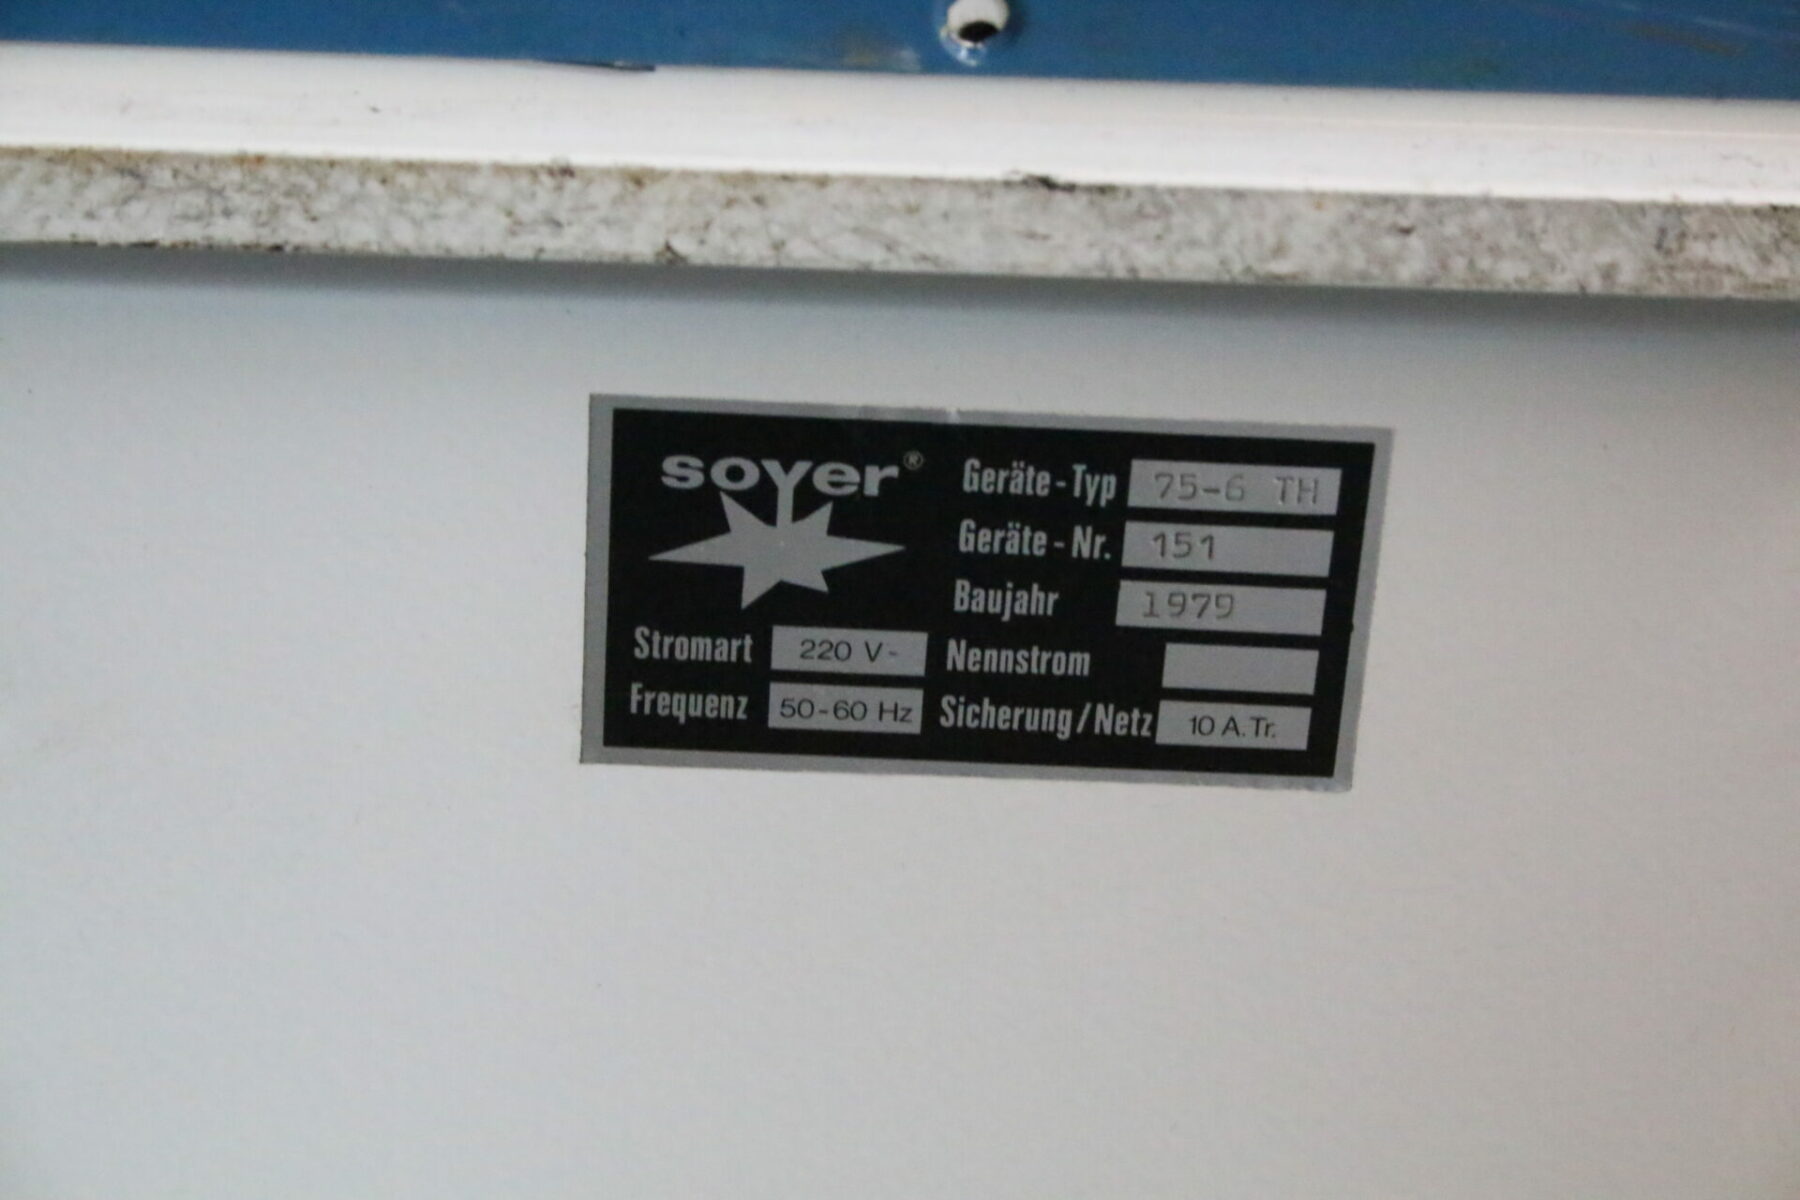 soyer®
Geräte-Typ 75-6 TH
Geräte-Nr. 151
Baujahr 1979
Stromart 220 V~ Nennstrom
Frequenz 50-60 Hz Sicherung/Netz 10 A.Tr.